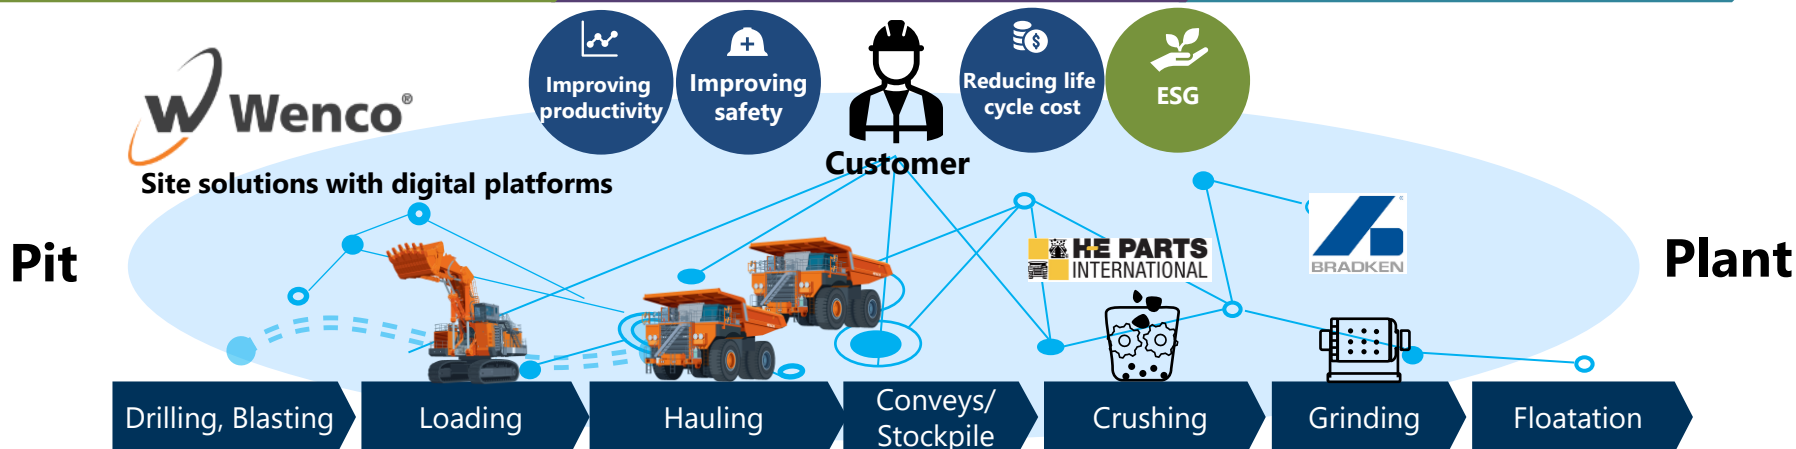 Improving
productivity
Improving
safety
Reducing life
cycle cost
ESG
Wenco®
Customer
Site solutions with digital platforms
Pit
Plant
H-E PARTS
INTERNATIONAL
BRADKEN
Drilling, Blasting
Loading
Hauling
Conveys/
Stockpile
Crushing
Grinding
Floatation